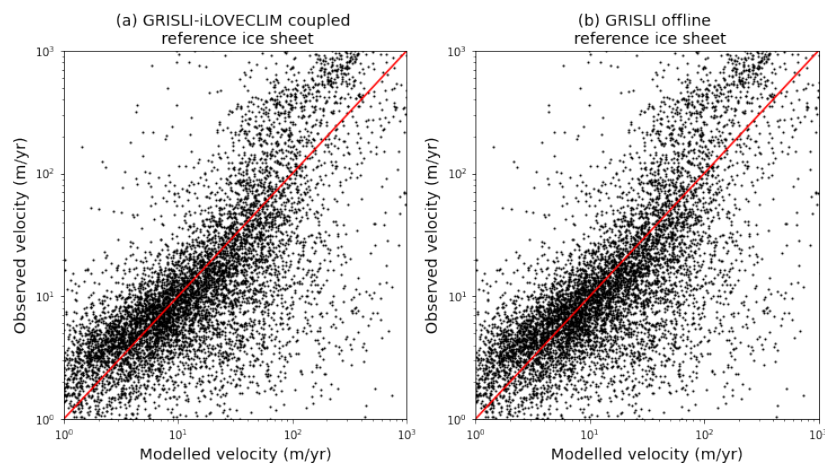 (a) GRISLI-iLOVECLIM coupled
reference ice sheet
10³
10²
10¹
10⁰
Observed velocity (m/yr)
10⁰ 10¹ 10² 10³
Modelled velocity (m/yr)
(b) GRISLI offline
reference ice sheet
10³
10²
10¹
10⁰
Observed velocity (m/yr)
10⁰ 10¹ 10² 10³
Modelled velocity (m/yr)